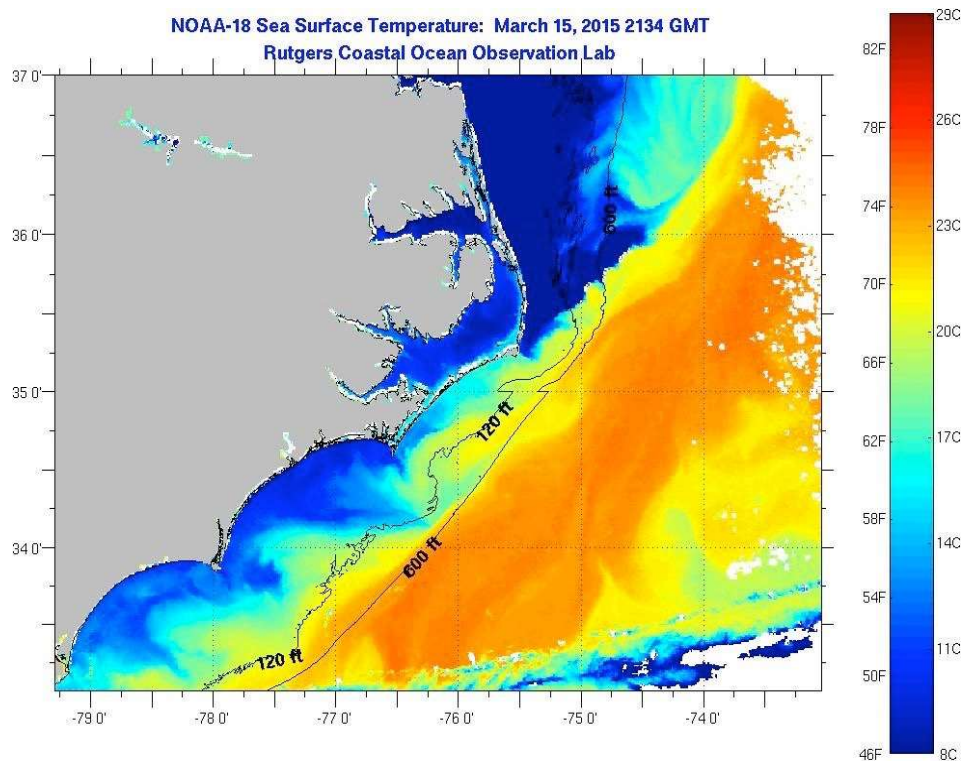 NOAA-18 Sea Surface Temperature: March 15, 2015 2134 GMT
Rutgers Coastal Ocean Observation Lab
37 0'
36 0'
35 0'
34 0'
-79 0'
-78 0'
-77 0'
-76 0'
-75 0'
-74 0'
600 ft
120 ft
600 ft
120 ft
82F
78F
74F
70F
66F
62F
58F
54F
50F
46F
29C
26C
23C
20C
17C
14C
11C
8C